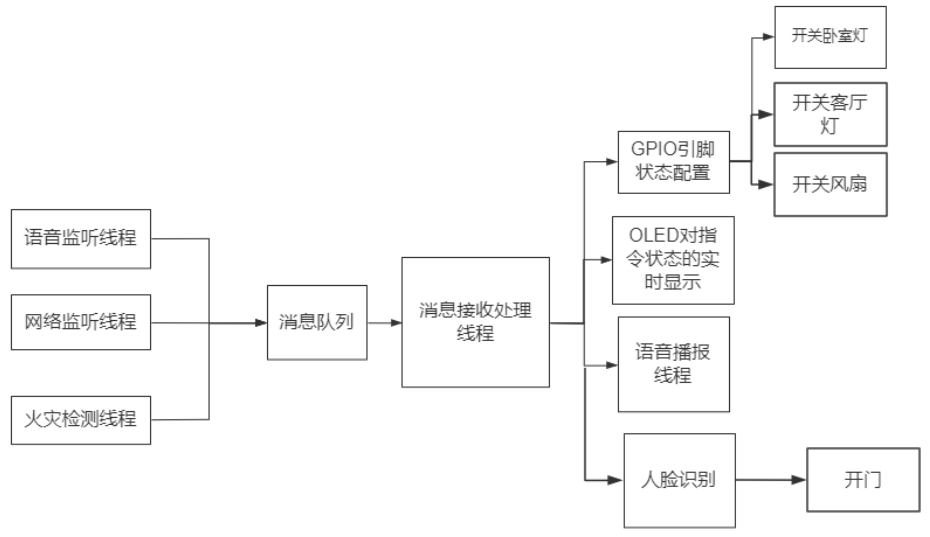 开关卧室灯
开关客厅
灯
GPIO引脚
状态配置
开关风扇
语音监听线程
OLED对指
令状态的实
时显示
网络监听线程
消息队列
消息接收处理
线程
语音播报
线程
火灾检测线程
人脸识别
开门